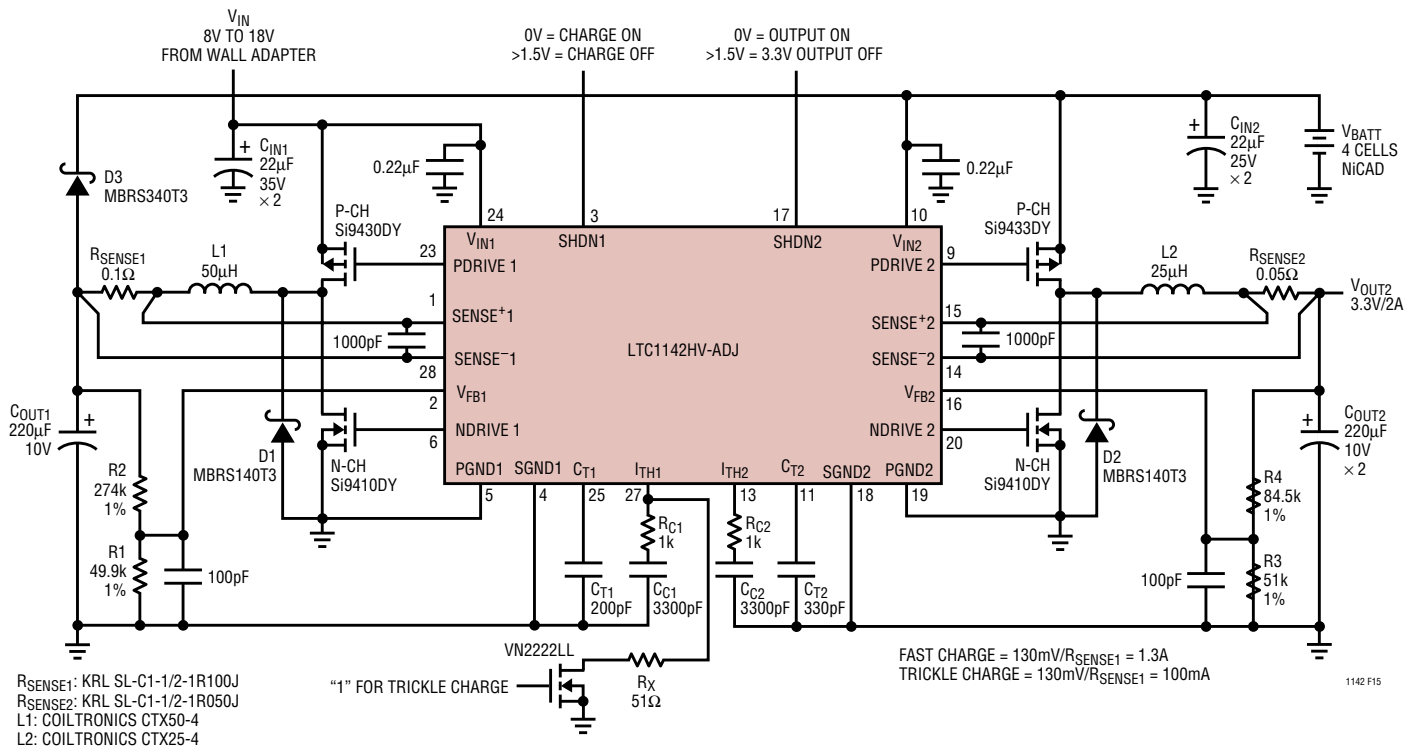 VIN
8V TO 18V
FROM WALL ADAPTER
0V = CHARGE ON
>1.5V = CHARGE OFF
0V = OUTPUT ON
>1.5V = 3.3V OUTPUT OFF
D3
MBRS340T3
+
CIN1
22µF
35V
× 2
0.22µF
0.22µF
+
CIN2
22µF
25V
× 2
VBATT
4 CELLS
NiCAD
P-CH
Si9430DY
P-CH
Si9433DY
24
3
17
10
VIN1
SHDN1
SHDN2
VIN2
23
PDRIVE 1
PDRIVE 2
9
RSENSE1
0.1Ω
L1
50µH
L2
25µH
RSENSE2
0.05Ω
VOUT2
3.3V/2A
1
SENSE+1
SENSE+2
15
1000pF
1000pF
SENSE–1
SENSE–2
28
14
LTC1142HV-ADJ
VFB1
VFB2
2
16
NDRIVE 1
NDRIVE 2
6
20
COUT1
220µF
10V
+
+
COUT2
220µF
10V
× 2
D1
MBRS140T3
N-CH
Si9410DY
N-CH
Si9410DY
D2
MBRS140T3
PGND1
SGND1
CT1
ITH1
ITH2
CT2
SGND2
PGND2
5
4
25
27
13
11
18
19
R2
274k
1%
R4
84.5k
1%
RC1
1k
RC2
1k
R1
49.9k
1%
100pF
100pF
R3
51k
1%
CT1
200pF
CC1
3300pF
CC2
3300pF
CT2
330pF
VN2222LL
"1" FOR TRICKLE CHARGE
RX
51Ω
FAST CHARGE = 130mV/RSENSE1 = 1.3A
TRICKLE CHARGE = 130mV/RSENSE1 = 100mA
1142 F15
RSENSE1: KRL SL-C1-1/2-1R100J
RSENSE2: KRL SL-C1-1/2-1R050J
L1: COILTRONICS CTX50-4
L2: COILTRONICS CTX25-4